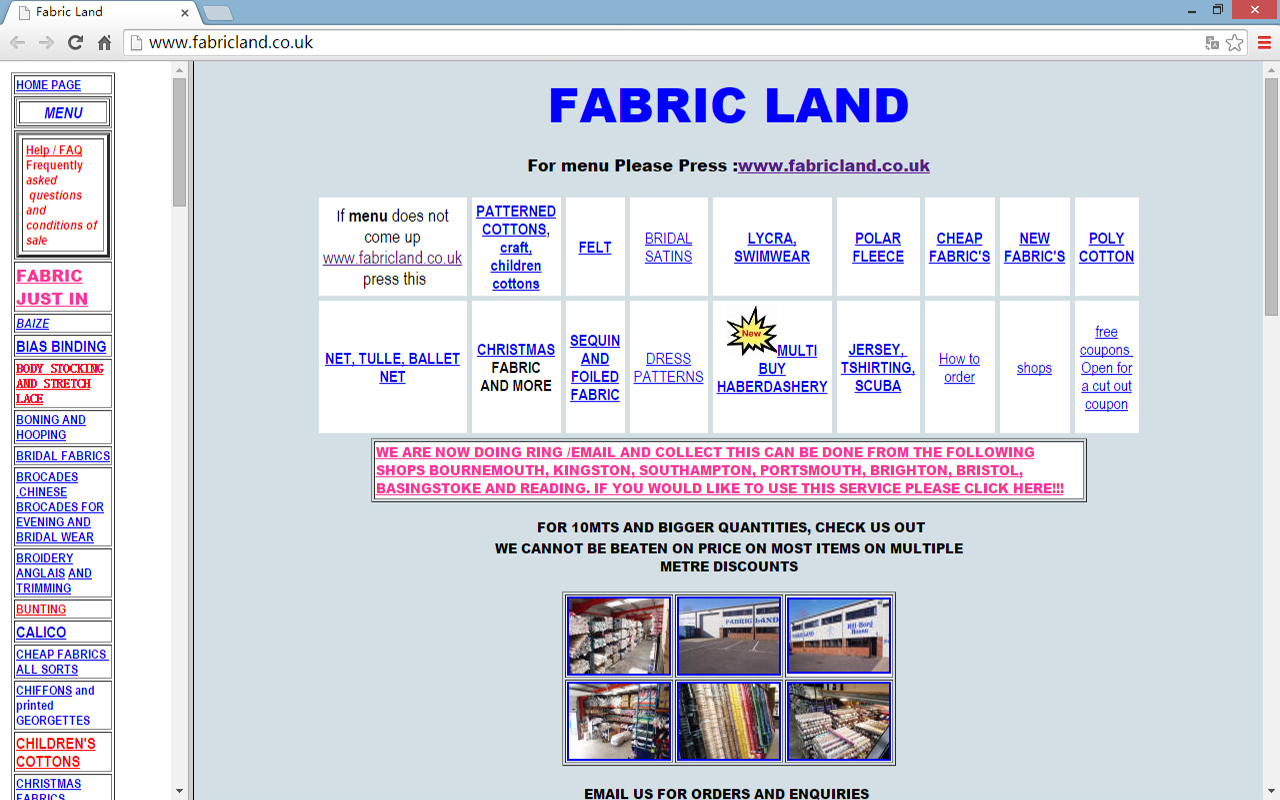 Fabric Land
www.fabricland.co.uk
HOME PAGE
MENU
Help / FAQ
Frequently
asked
questions
and
conditions of
sale
FABRIC
JUST IN
BAIZE
BIAS BINDING
BODY STOCKING
AND STRETCH
LACE
BONING AND
HOOPING
BRIDAL FABRICS
BROCADES
,CHINESE
BROCADES FOR
EVENING AND
BRIDAL WEAR
BROIDERY
ANGLAIS AND
TRIMMING
BUNTING
CALICO
CHEAP FABRICS
ALL SORTS
CHIFFONS and
printed
GEORGETTES
CHILDREN'S
COTTONS
CHRISTMAS
FABRICS
FABRIC LAND
For menu Please Press :www.fabricland.co.uk
If menu does not
come up
www.fabricland.co.uk
press this
PATTERNED
COTTONS,
craft,
children
cottons
FELT
BRIDAL
SATINS
LYCRA,
SWIMWEAR
POLAR
FLEECE
CHEAP
FABRIC'S
NEW
FABRIC'S
POLY
COTTON
NET, TULLE, BALLET
NET
CHRISTMAS
FABRIC
AND MORE
SEQUIN
AND
FOILED
FABRIC
DRESS
PATTERNS
New MULTI
BUY
HABERDASHERY
JERSEY,
TSHIRTING,
SCUBA
How to
order
shops
free
coupons
Open for
a cut out
coupon
WE ARE NOW DOING RING /EMAIL AND COLLECT THIS CAN BE DONE FROM THE FOLLOWING
SHOPS BOURNEMOUTH, KINGSTON, SOUTHAMPTON, PORTSMOUTH, BRIGHTON, BRISTOL,
BASINGSTOKE AND READING. IF YOU WOULD LIKE TO USE THIS SERVICE PLEASE CLICK HERE!!!
FOR 10MTS AND BIGGER QUANTITIES, CHECK US OUT
WE CANNOT BE BEATEN ON PRICE ON MOST ITEMS ON MULTIPLE
METRE DISCOUNTS
FABRIC LAND
EMAIL US FOR ORDERS AND ENQUIRIES